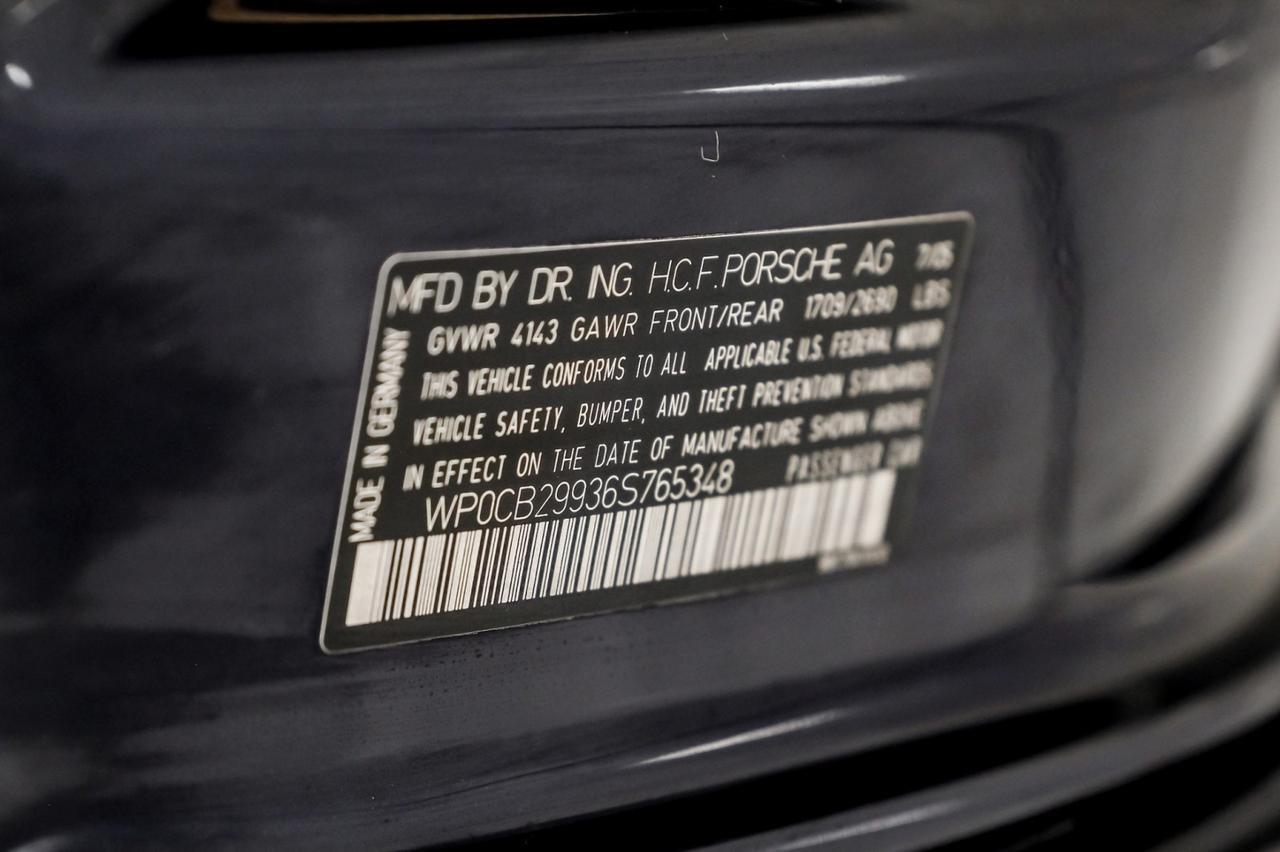 MFD BY DR. ING. H.C.F. PORSCHE AG 7/05
GVWR 4143 GAWR FRONT/REAR 1709/2690 LBS
THIS VEHICLE CONFORMS TO ALL APPLICABLE U.S. FEDERAL MOTOR
VEHICLE SAFETY, BUMPER, AND THEFT PREVENTION STANDARDS
IN EFFECT ON THE DATE OF MANUFACTURE SHOWN ABOVE
WP0CB29936S765348 PASSENGER CAR
MADE IN GERMANY